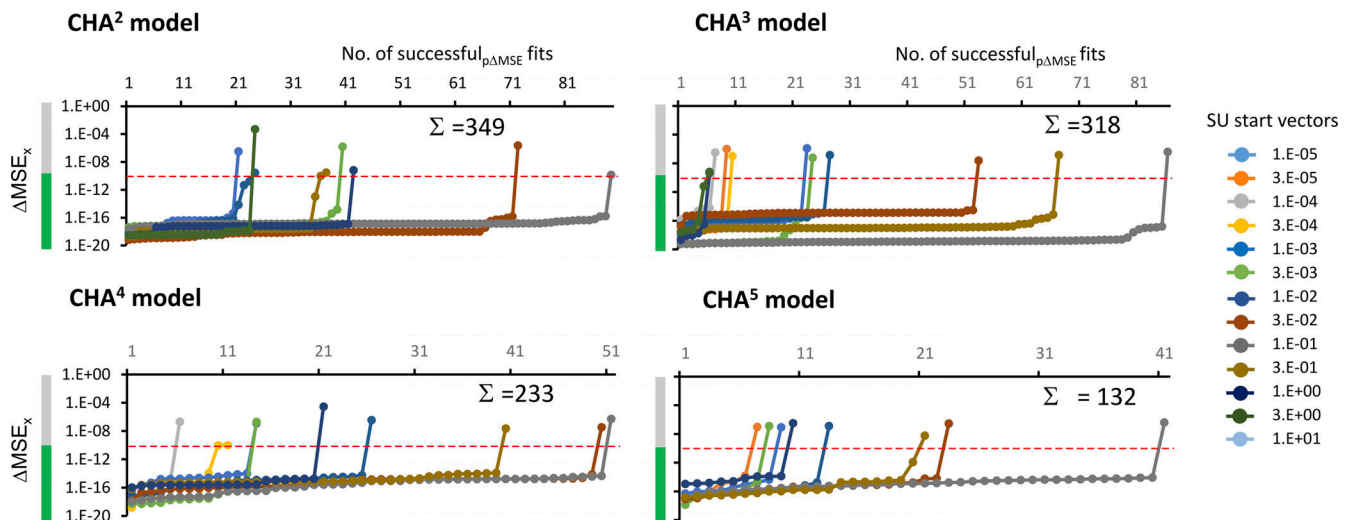 CHA² model
CHA³ model
No. of successful pΔMSE fits
No. of successful pΔMSE fits
1 11 21 31 41 51 61 71 81
1 11 21 31 41 51 61 71 81
1.E+00
1.E-04
1.E-08
1.E-12
1.E-16
1.E-20
ΔMSEₓ
Σ =349
Σ =318
SU start vectors
1.E-05
3.E-05
1.E-04
3.E-04
1.E-03
3.E-03
1.E-02
3.E-02
1.E-01
3.E-01
1.E+00
3.E+00
1.E+01
CHA⁴ model
CHA⁵ model
1 11 21 31 41 51
1 11 21 31 41
1.E+00
1.E-04
1.E-08
1.E-12
1.E-16
1.E-20
ΔMSEₓ
Σ =233
Σ = 132